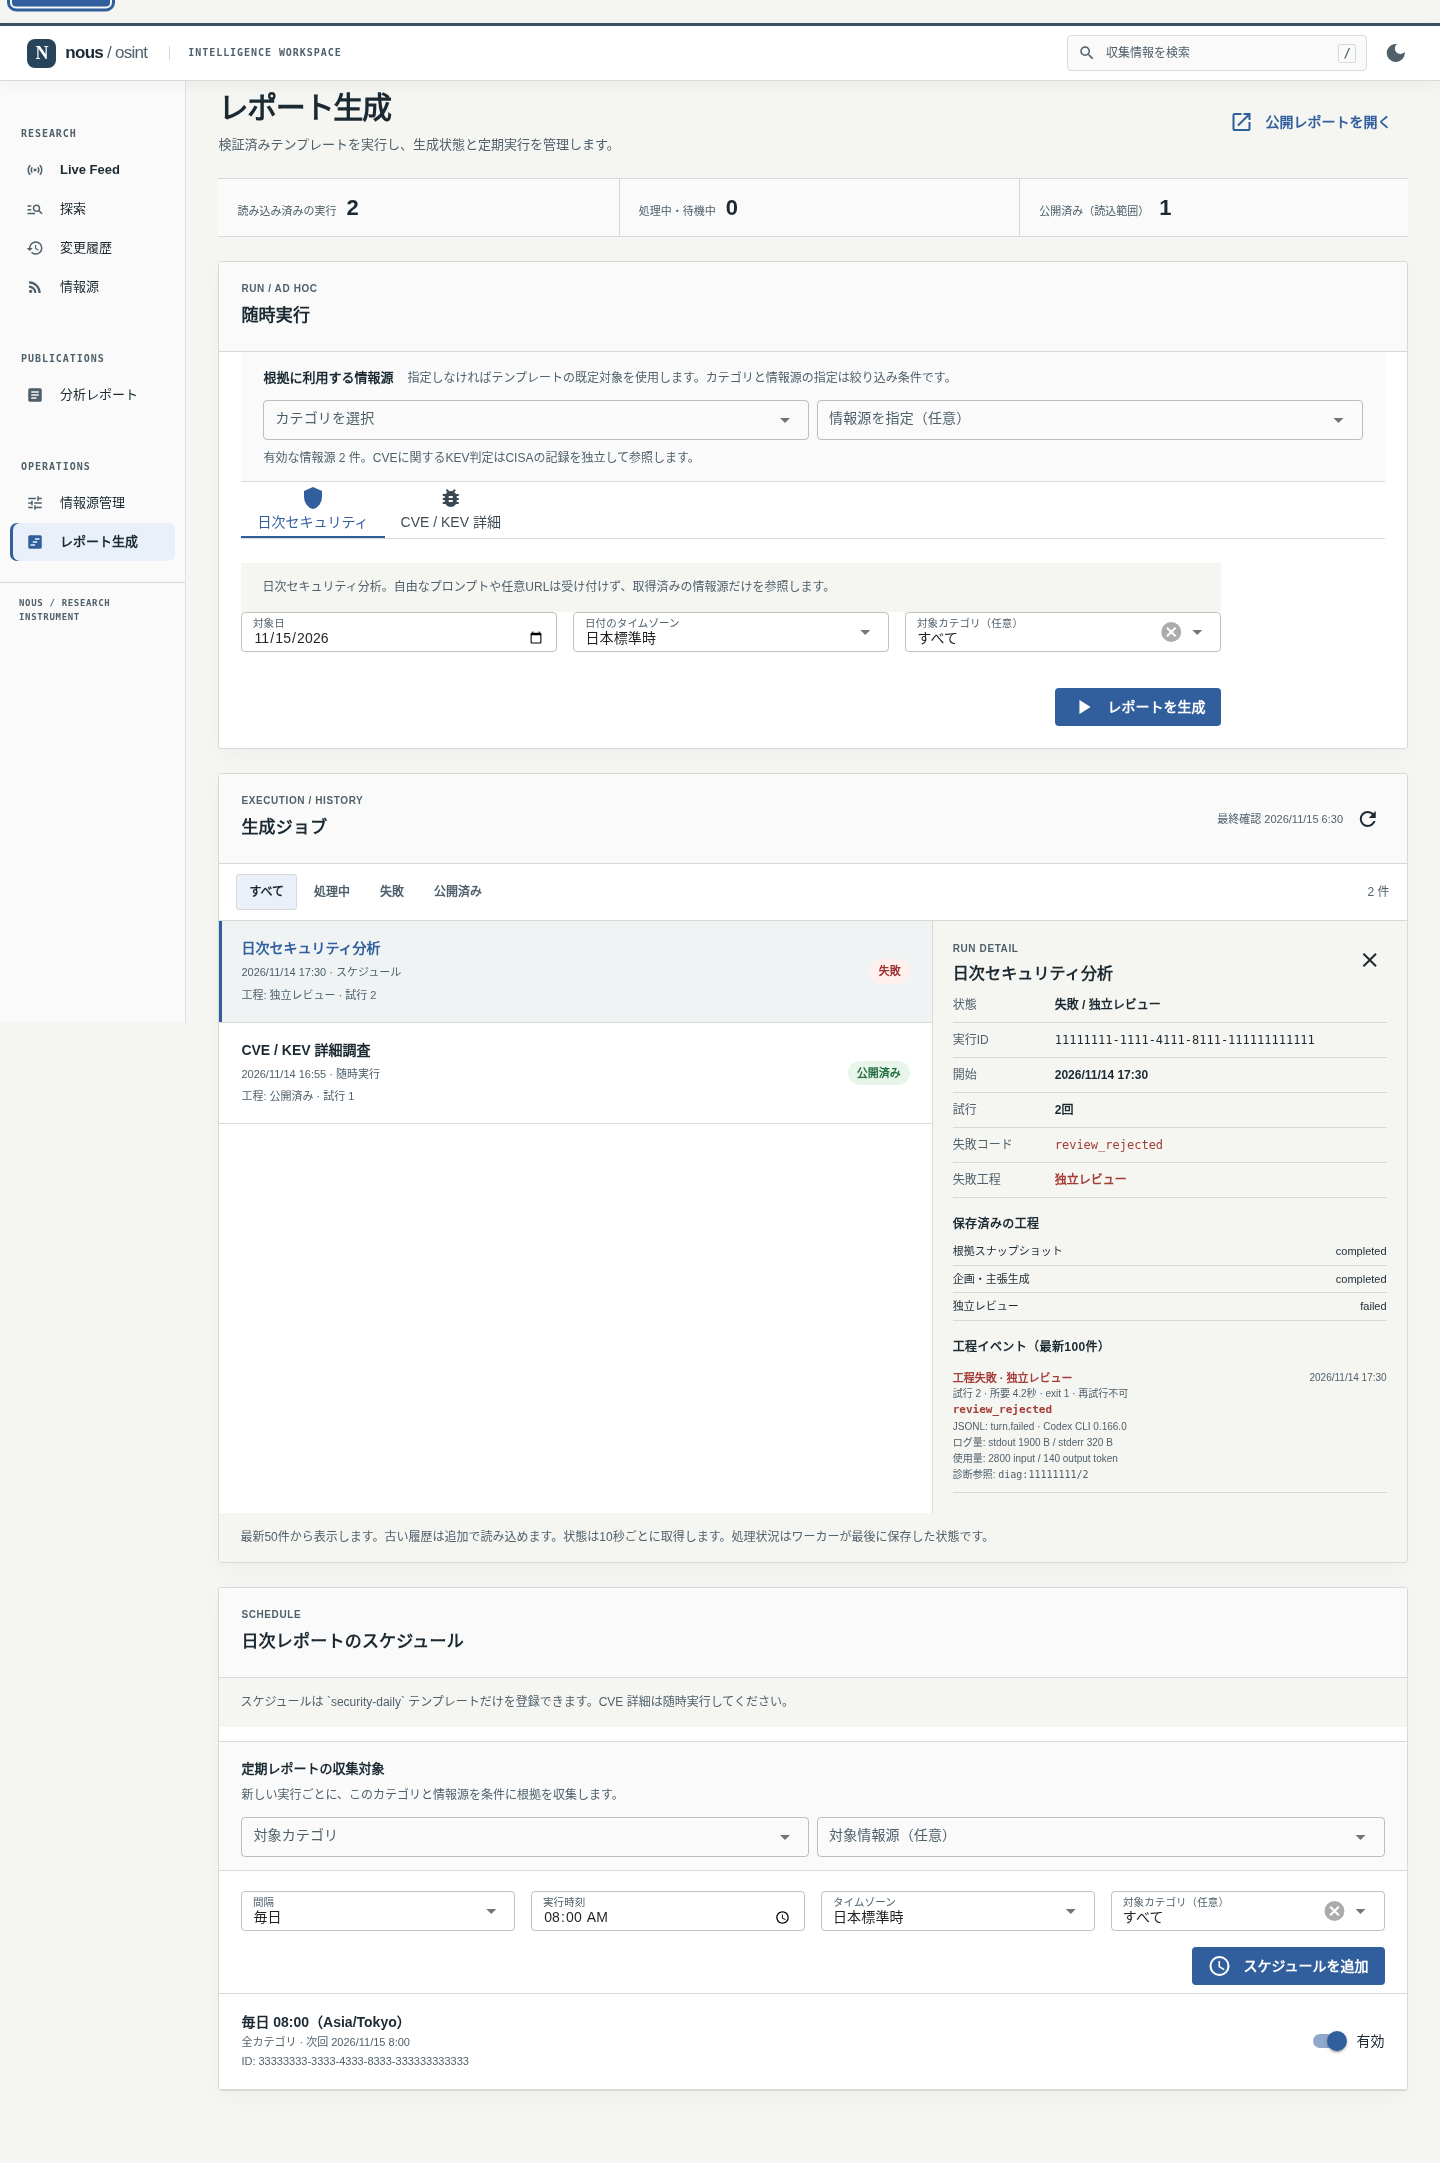 N nous / osint
INTELLIGENCE WORKSPACE
収集情報を検索 /
RESEARCH
Live Feed
探索
変更履歴
情報源
PUBLICATIONS
分析レポート
OPERATIONS
情報源管理
レポート生成
NOUS / RESEARCH
INSTRUMENT
レポート生成
検証済みテンプレートを実行し、生成状態と定期実行を管理します。
公開レポートを開く
読み込み済みの実行 2
処理中・待機中 0
公開済み（読込範囲） 1
RUN / AD HOC
随時実行
根拠に利用する情報源 指定しなければテンプレートの既定対象を使用します。カテゴリと情報源の指定は絞り込み条件です。
カテゴリを選択
情報源を指定（任意）
有効な情報源 2 件。CVEに関するKEV判定はCISAの記録を独立して参照します。
日次セキュリティ
CVE / KEV 詳細
日次セキュリティ分析。自由なプロンプトや任意URLは受け付けず、取得済みの情報源だけを参照します。
対象日
11/15/2026
日付のタイムゾーン
日本標準時
対象カテゴリ（任意）
すべて
レポートを生成
EXECUTION / HISTORY
生成ジョブ
最終確認 2026/11/15 6:30
すべて 処理中 失敗 公開済み
2 件
日次セキュリティ分析
2026/11/14 17:30 · スケジュール
工程: 独立レビュー · 試行 2
失敗
CVE / KEV 詳細調査
2026/11/14 16:55 · 随時実行
工程: 公開済み · 試行 1
公開済み
RUN DETAIL
日次セキュリティ分析
状態 失敗 / 独立レビュー
実行ID 11111111-1111-4111-8111-111111111111
開始 2026/11/14 17:30
試行 2回
失敗コード review_rejected
失敗工程 独立レビュー
保存済みの工程
根拠スナップショット completed
企画・主張生成 completed
独立レビュー failed
工程イベント（最新100件）
工程失敗 · 独立レビュー 2026/11/14 17:30
試行 2 · 所要 4.2秒 · exit 1 · 再試行不可
review_rejected
JSONL: turn.failed · Codex CLI 0.166.0
ログ量: stdout 1900 B / stderr 320 B
使用量: 2800 input / 140 output token
診断参照: diag:11111111/2
最新50件から表示します。古い履歴は追加で読み込めます。状態は10秒ごとに取得します。処理状況はワーカーが最後に保存した状態です。
SCHEDULE
日次レポートのスケジュール
スケジュールは `security-daily` テンプレートだけを登録できます。CVE 詳細は随時実行してください。
定期レポートの収集対象
新しい実行ごとに、このカテゴリと情報源を条件に根拠を収集します。
対象カテゴリ
対象情報源（任意）
間隔
毎日
実行時刻
08:00 AM
タイムゾーン
日本標準時
対象カテゴリ（任意）
すべて
スケジュールを追加
毎日 08:00（Asia/Tokyo）
全カテゴリ · 次回 2026/11/15 8:00
ID: 33333333-3333-4333-8333-333333333333
有効